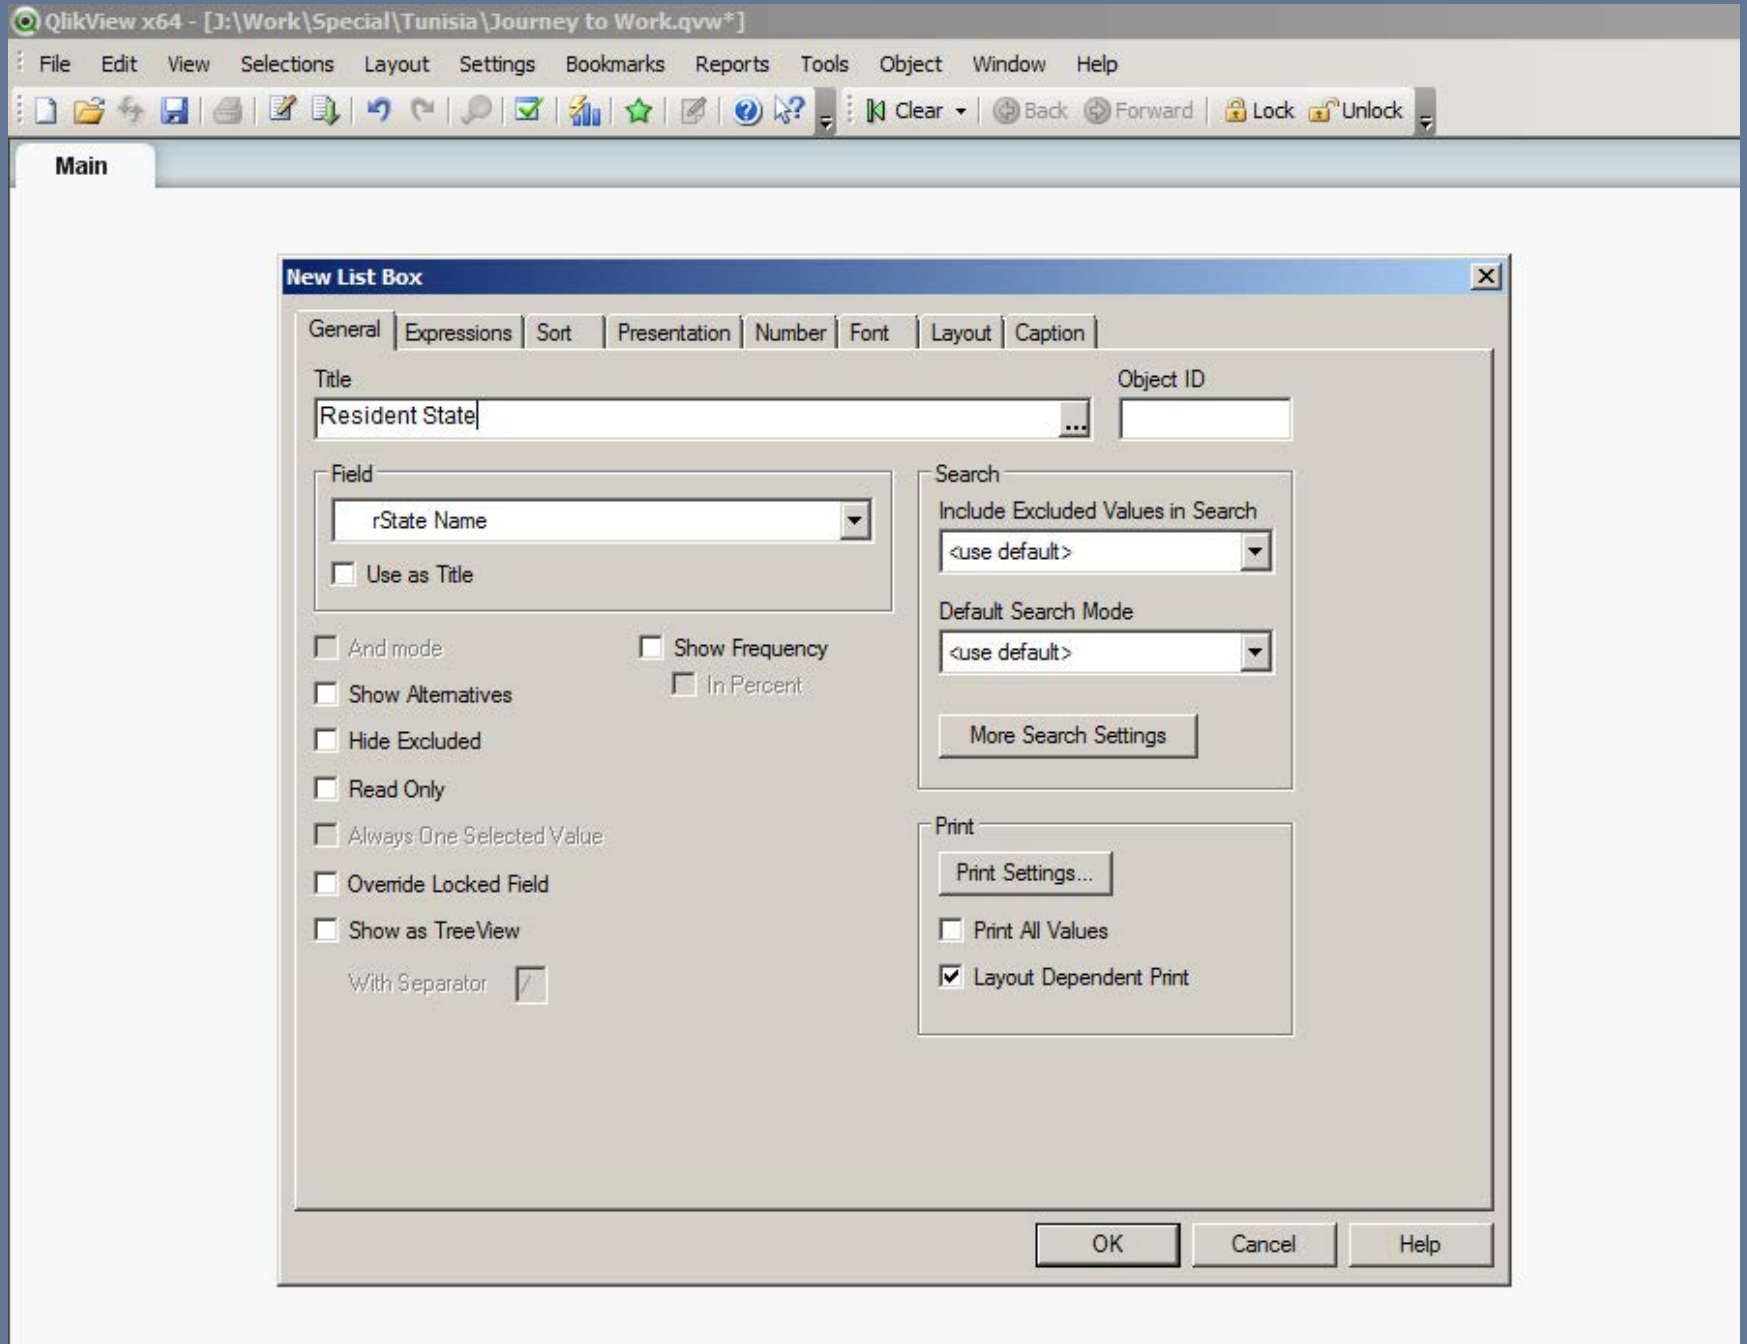 QlikView x64 - [J:\Work\Special\Tunisia\Journey to Work.qvw*]
File Edit View Selections Layout Settings Bookmarks Reports Tools Object Window Help
Clear Back Forward Lock Unlock
Main
New List Box
General Expressions Sort Presentation Number Font Layout Caption
Title Object ID
Resident State ...
Field Search
Include Excluded Values in Search
rState Name
<use default>
Use as Title
Default Search Mode
And mode Show Frequency <use default>
Show Alternatives In Percent
Hide Excluded More Search Settings
Read Only
Always One Selected Value Print
Override Locked Field Print Settings...
Show as TreeView Print All Values
With Separator / Layout Dependent Print
OK Cancel Help